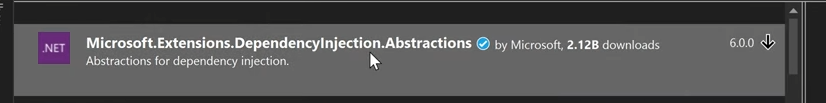 .NET Microsoft.Extensions.DependencyInjection.Abstractions by Microsoft, 2.12B downloads 6.0.0
Abstractions for dependency injection.